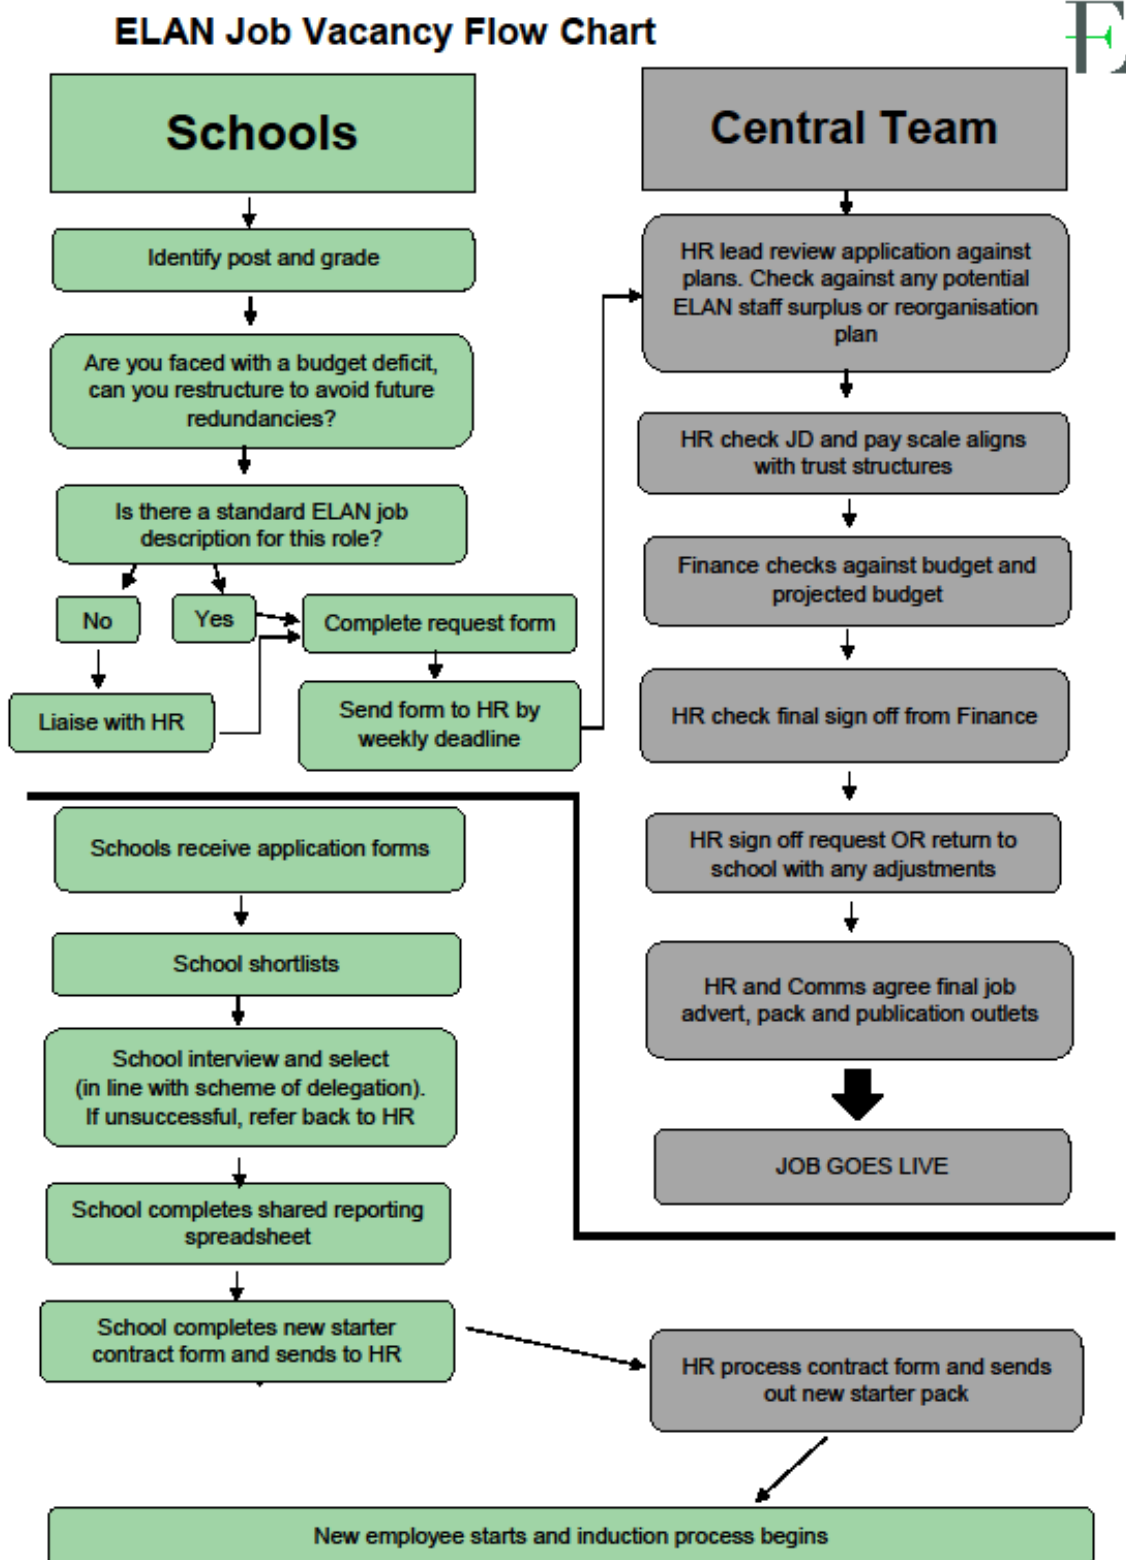 ELAN Job Vacancy Flow Chart
Schools
Identify post and grade
Are you faced with a budget deficit,
can you restructure to avoid future
redundancies?
Is there a standard ELAN job
description for this role?
No
Yes
Complete request form
Liaise with HR
Send form to HR by
weekly deadline
Central Team
HR lead review application against
plans. Check against any potential
ELAN staff surplus or reorganisation
plan
HR check JD and pay scale aligns
with trust structures
Finance checks against budget and
projected budget
HR check final sign off from Finance
HR sign off request OR return to
school with any adjustments
HR and Comms agree final job
advert, pack and publication outlets
JOB GOES LIVE
Schools receive application forms
School shortlists
School interview and select
(in line with scheme of delegation).
If unsuccessful, refer back to HR
School completes shared reporting
spreadsheet
School completes new starter
contract form and sends to HR
HR process contract form and sends
out new starter pack
New employee starts and induction process begins